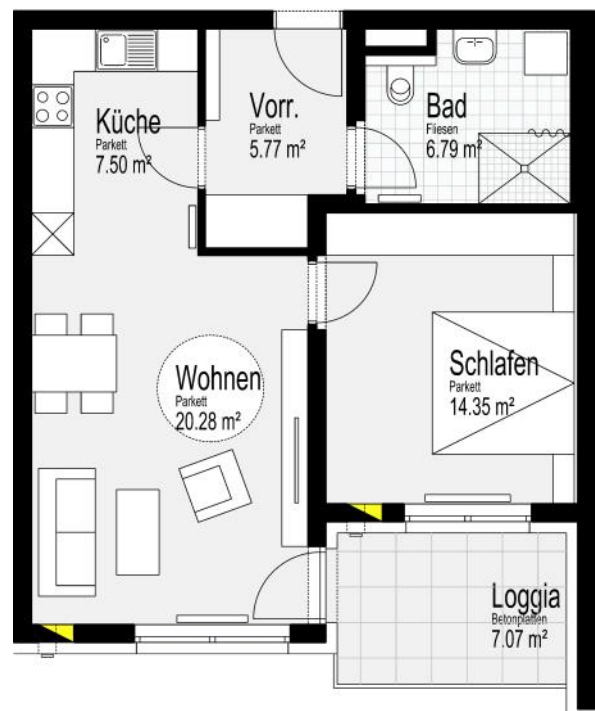 Küche
Parkett
7.50 m²
Vorr.
Parkett
5.77 m²
Bad
Fliesen
6.79 m²
Wohnen
Parkett
20.28 m²
Schlafen
Parkett
14.35 m²
Loggia
Betonplatten
7.07 m²